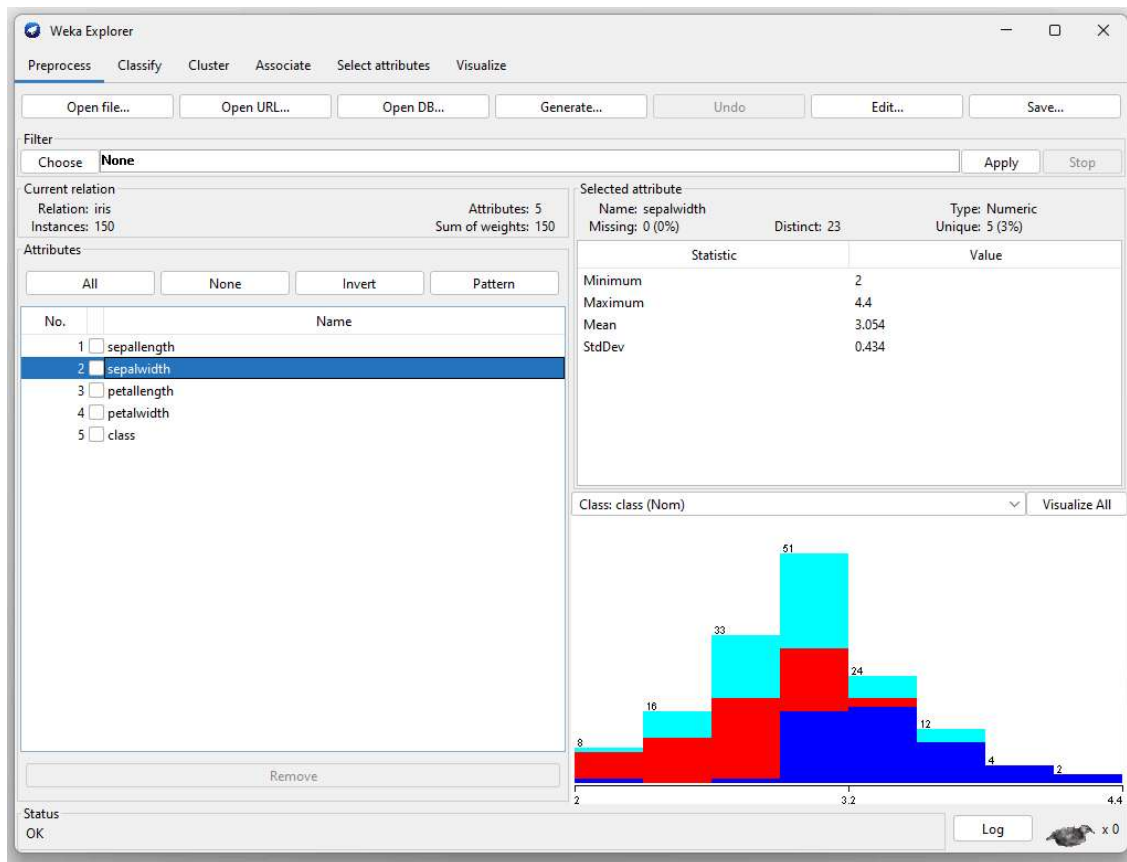 Weka Explorer
Preprocess Classify Cluster Associate Select attributes Visualize
Open file... Open URL... Open DB... Generate... Undo Edit... Save...
Filter
Choose None Apply Stop
Current relation
Relation: iris Attributes: 5
Instances: 150 Sum of weights: 150
Attributes
All None Invert Pattern
No. Name
1 sepallength
2 sepalwidth
3 petallength
4 petalwidth
5 class
Remove
Selected attribute
Name: sepalwidth Type: Numeric
Missing: 0 (0%) Distinct: 23 Unique: 5 (3%)
Statistic Value
Minimum 2
Maximum 4.4
Mean 3.054
StdDev 0.434
Class: class (Nom) Visualize All
51
33
24
16
12
8
4
2
2 3.2 4.4
Status
OK Log x 0